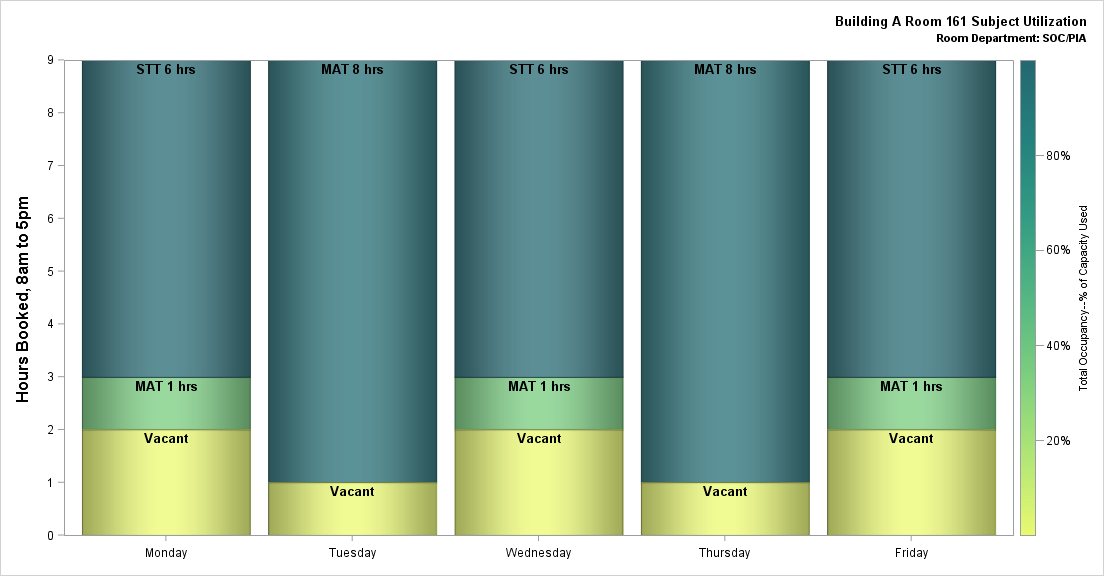 Building A Room 161 Subject Utilization
Room Department: SOC/PIA
Hours Booked, 8am to 5pm
9
8
7
6
5
4
3
2
1
0
STT 6 hrs
MAT 8 hrs
STT 6 hrs
MAT 8 hrs
STT 6 hrs
MAT 1 hrs
MAT 1 hrs
MAT 1 hrs
Vacant
Vacant
Vacant
Vacant
Vacant
Monday
Tuesday
Wednesday
Thursday
Friday
80%
60%
40%
20%
Total Occupancy--% of Capacity Used